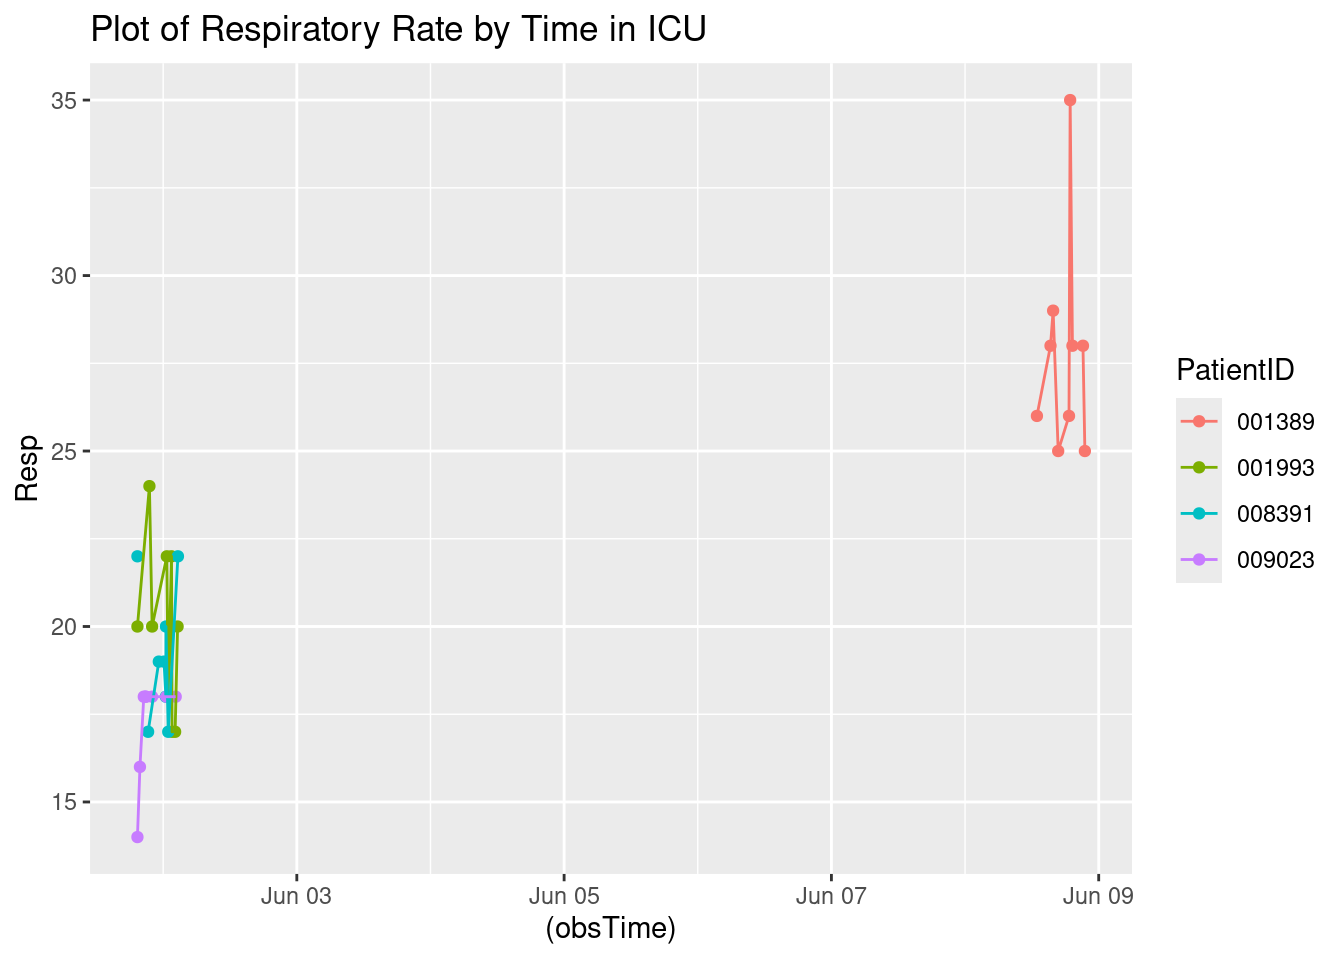 Plot of Respiratory Rate by Time in ICU
35
30
25
20
15
Resp
Jun 03 Jun 05 Jun 07 Jun 09
(obsTime)
PatientID
001389
001993
008391
009023